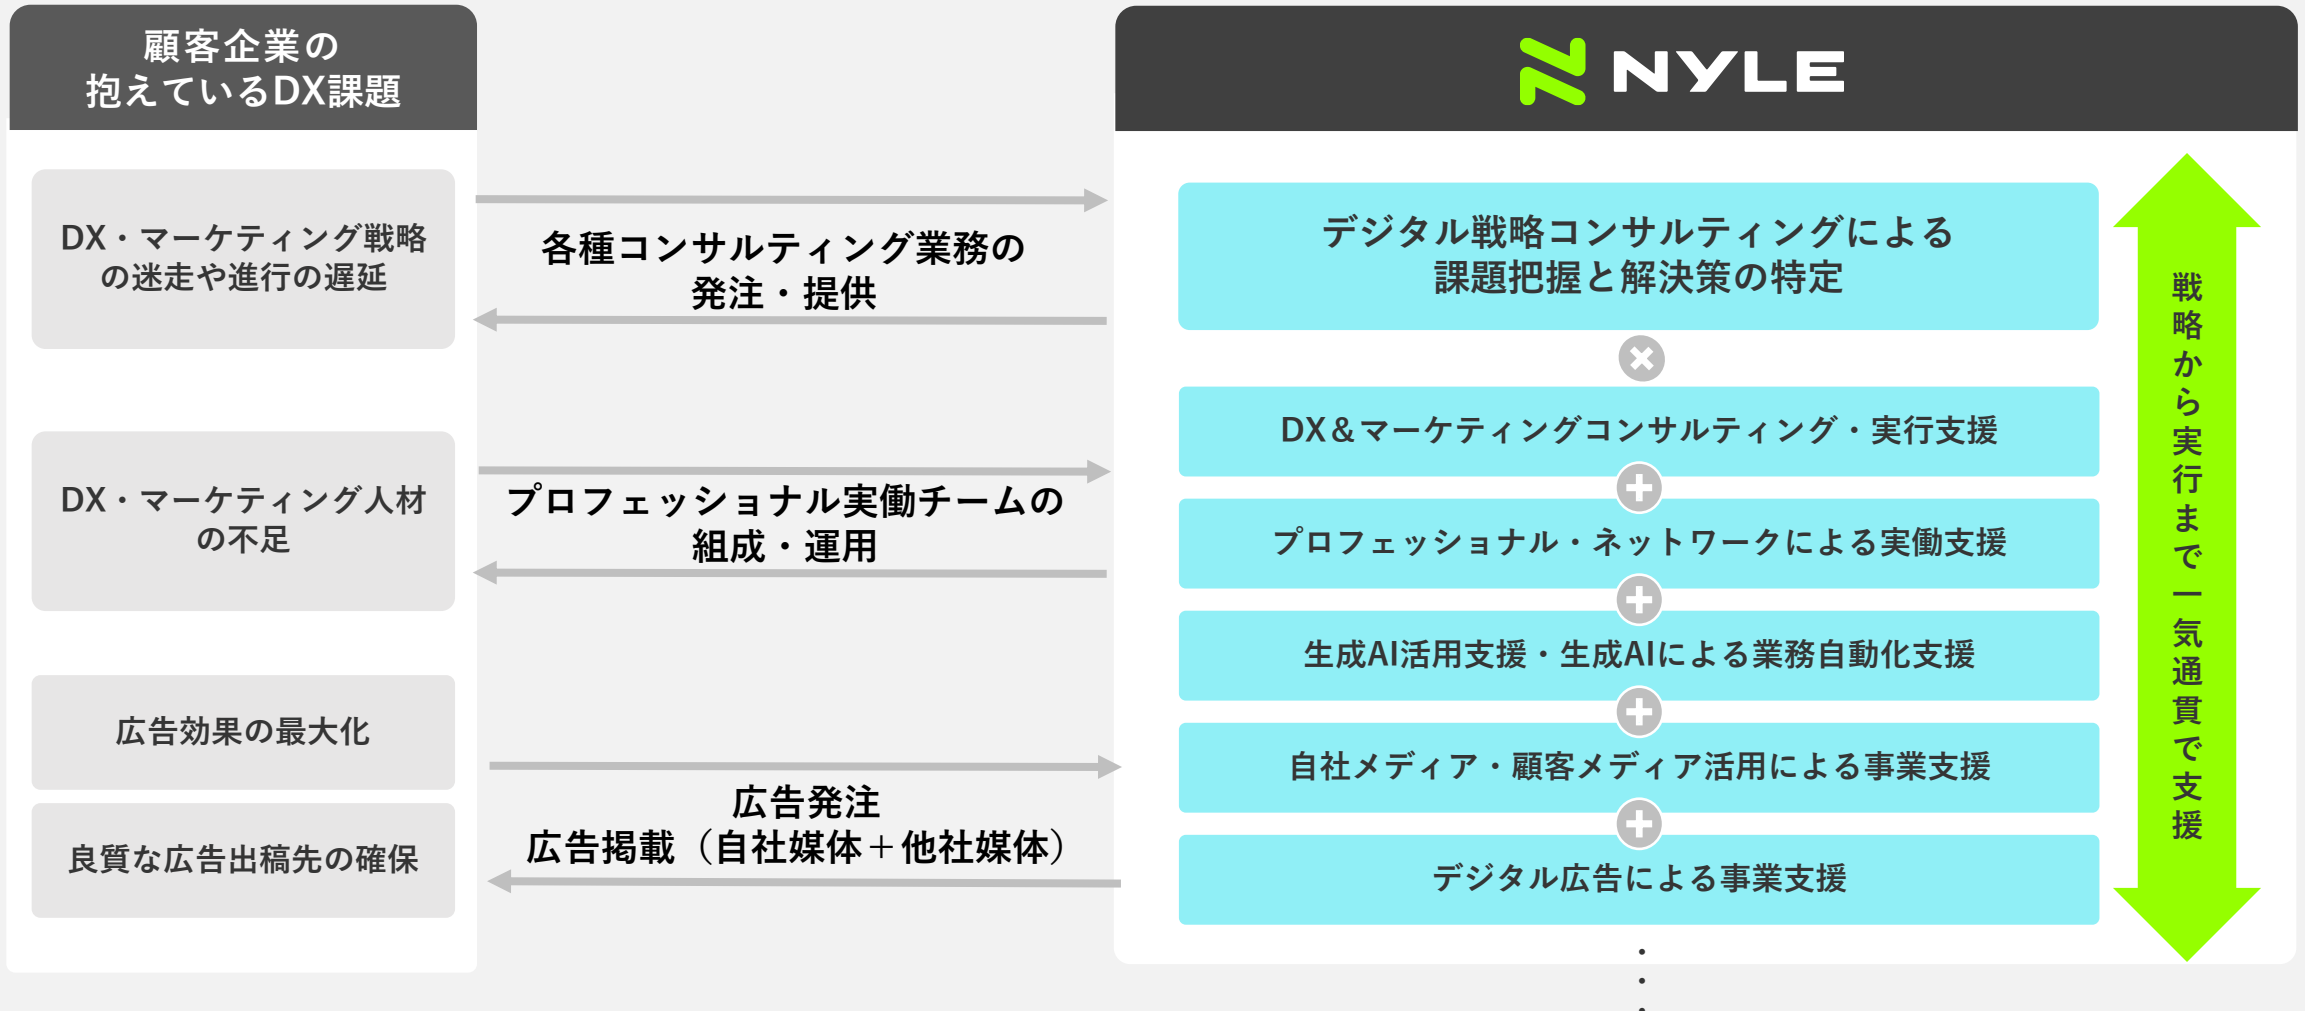 顧客企業の
抱えているDX課題
DX・マーケティング戦略
の迷走や進行の遅延
DX・マーケティング人材
の不足
広告効果の最大化
良質な広告出稿先の確保
各種コンサルティング業務の
発注・提供
プロフェッショナル実働チームの
組成・運用
広告発注
広告掲載（自社媒体＋他社媒体）
NYLE
デジタル戦略コンサルティングによる
課題把握と解決策の特定
DX＆マーケティングコンサルティング・実行支援
プロフェッショナル・ネットワークによる実働支援
生成AI活用支援・生成AIによる業務自動化支援
自社メディア・顧客メディア活用による事業支援
デジタル広告による事業支援
戦略から実行まで一気通貫で支援